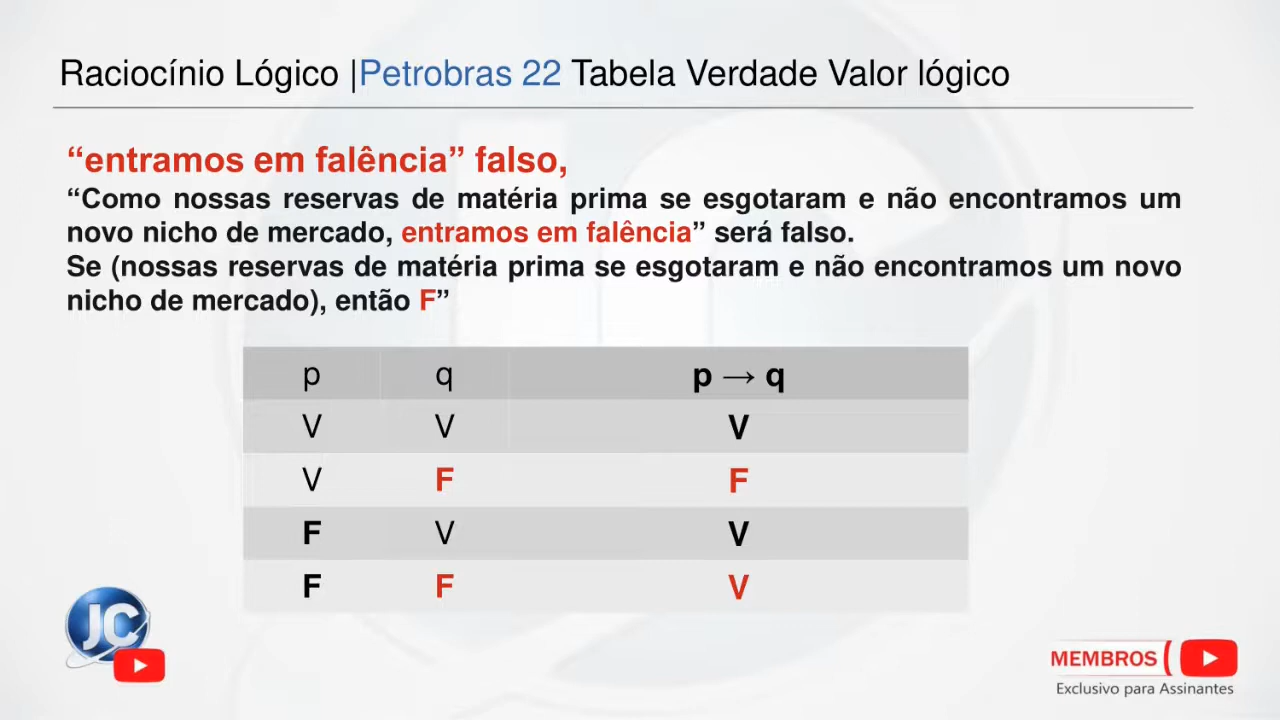 Raciocínio Lógico |Petrobras 22 Tabela Verdade Valor lógico
“entramos em falência” falso,
“Como nossas reservas de matéria prima se esgotaram e não encontramos um
novo nicho de mercado, entramos em falência” será falso.
Se (nossas reservas de matéria prima se esgotaram e não encontramos um novo
nicho de mercado), então F”
p q p → q
V V V
V F F
F V V
F F V
JC
MEMBROS (
Exclusivo para Assinantes